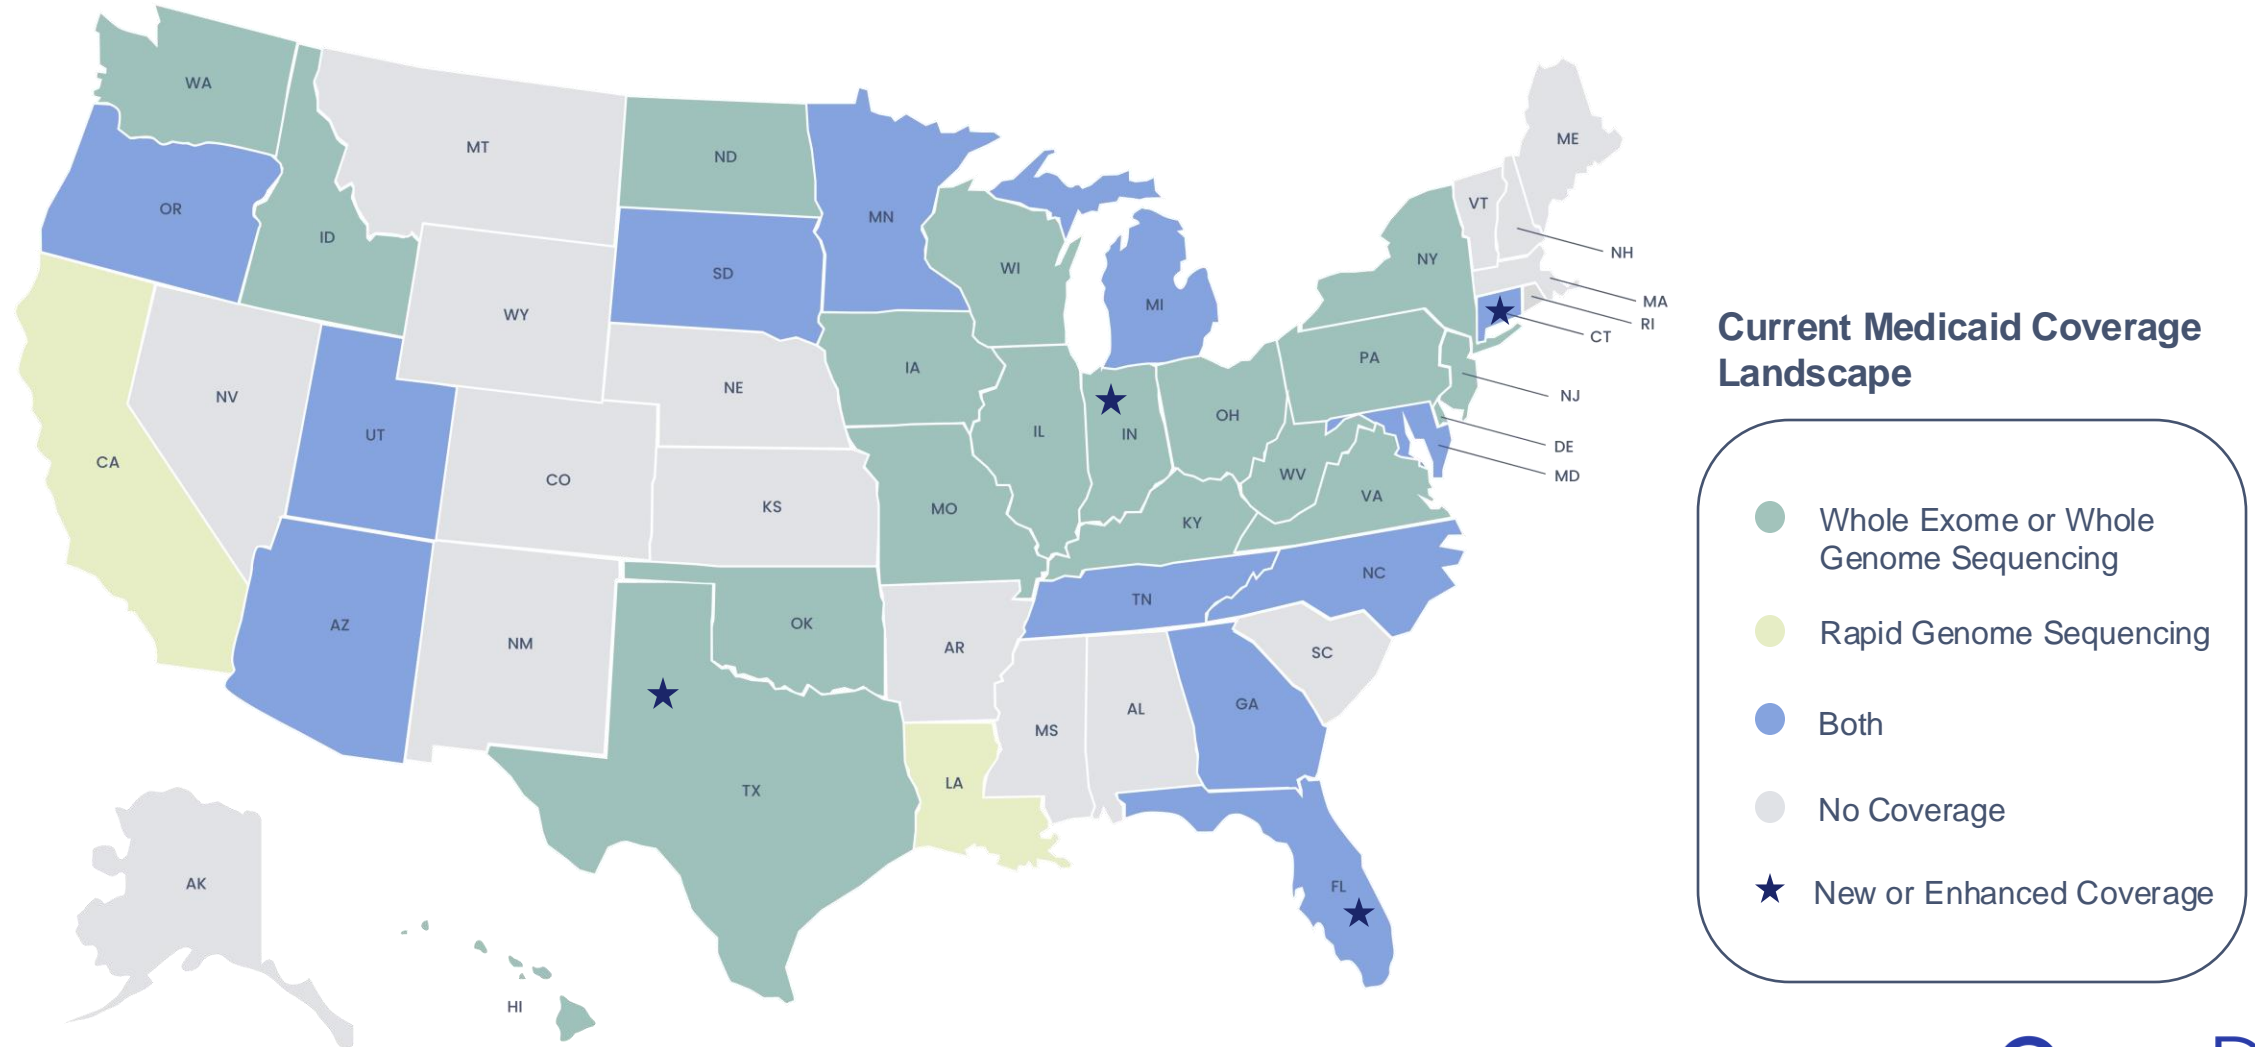 WA
MT
ND
ME
OR
ID
MN
VT
SD
WI
NY
NH
WY
MI
MA
RI
CT
IA
PA
NE
NV
NJ
UT
IL
IN
OH
DE
CA
CO
KS
MO
WV
VA
MD
KY
AZ
NM
OK
AR
TN
NC
SC
MS
AL
GA
TX
LA
AK
FL
HI
Current Medicaid Coverage
Landscape
Whole Exome or Whole
Genome Sequencing
Rapid Genome Sequencing
Both
No Coverage
New or Enhanced Coverage